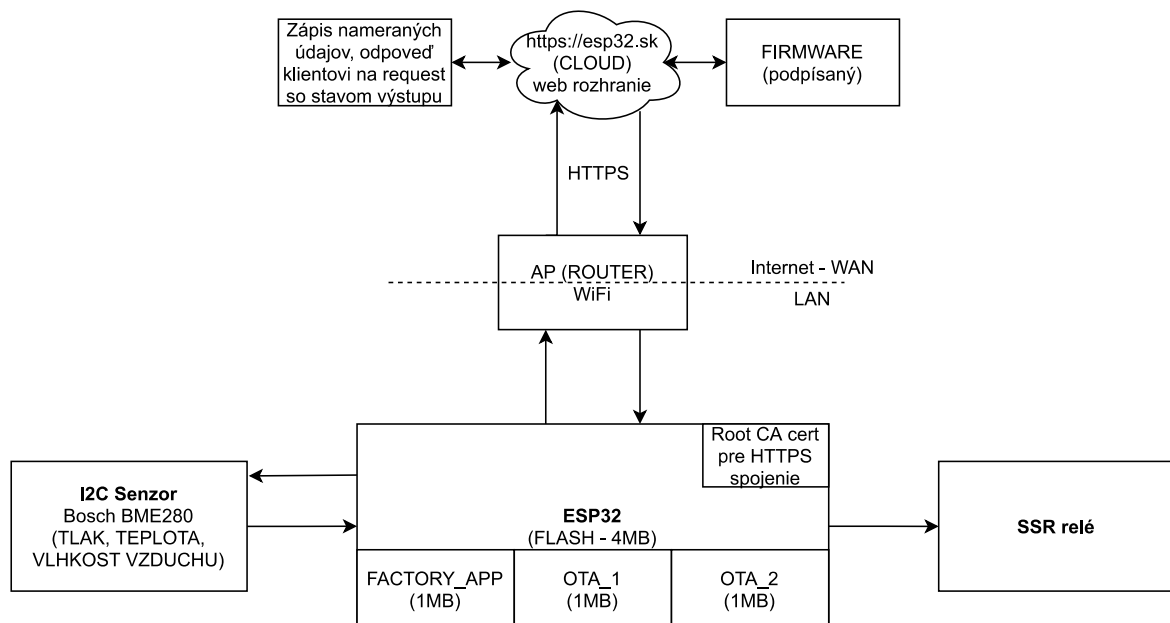 Zápis nameraných
údajov, odpoveď
klientovi na request
so stavom výstupu
https://esp32.sk
(CLOUD)
web rozhranie
FIRMWARE
(podpísaný)
HTTPS
AP (ROUTER)
WiFi
Internet - WAN
LAN
Root CA cert
pre HTTPS
spojenie
I2C Senzor
Bosch BME280
(TLAK, TEPLOTA,
VLHKOST VZDUCHU)
ESP32
(FLASH - 4MB)
SSR relé
FACTORY_APP
(1MB)
OTA_1
(1MB)
OTA_2
(1MB)